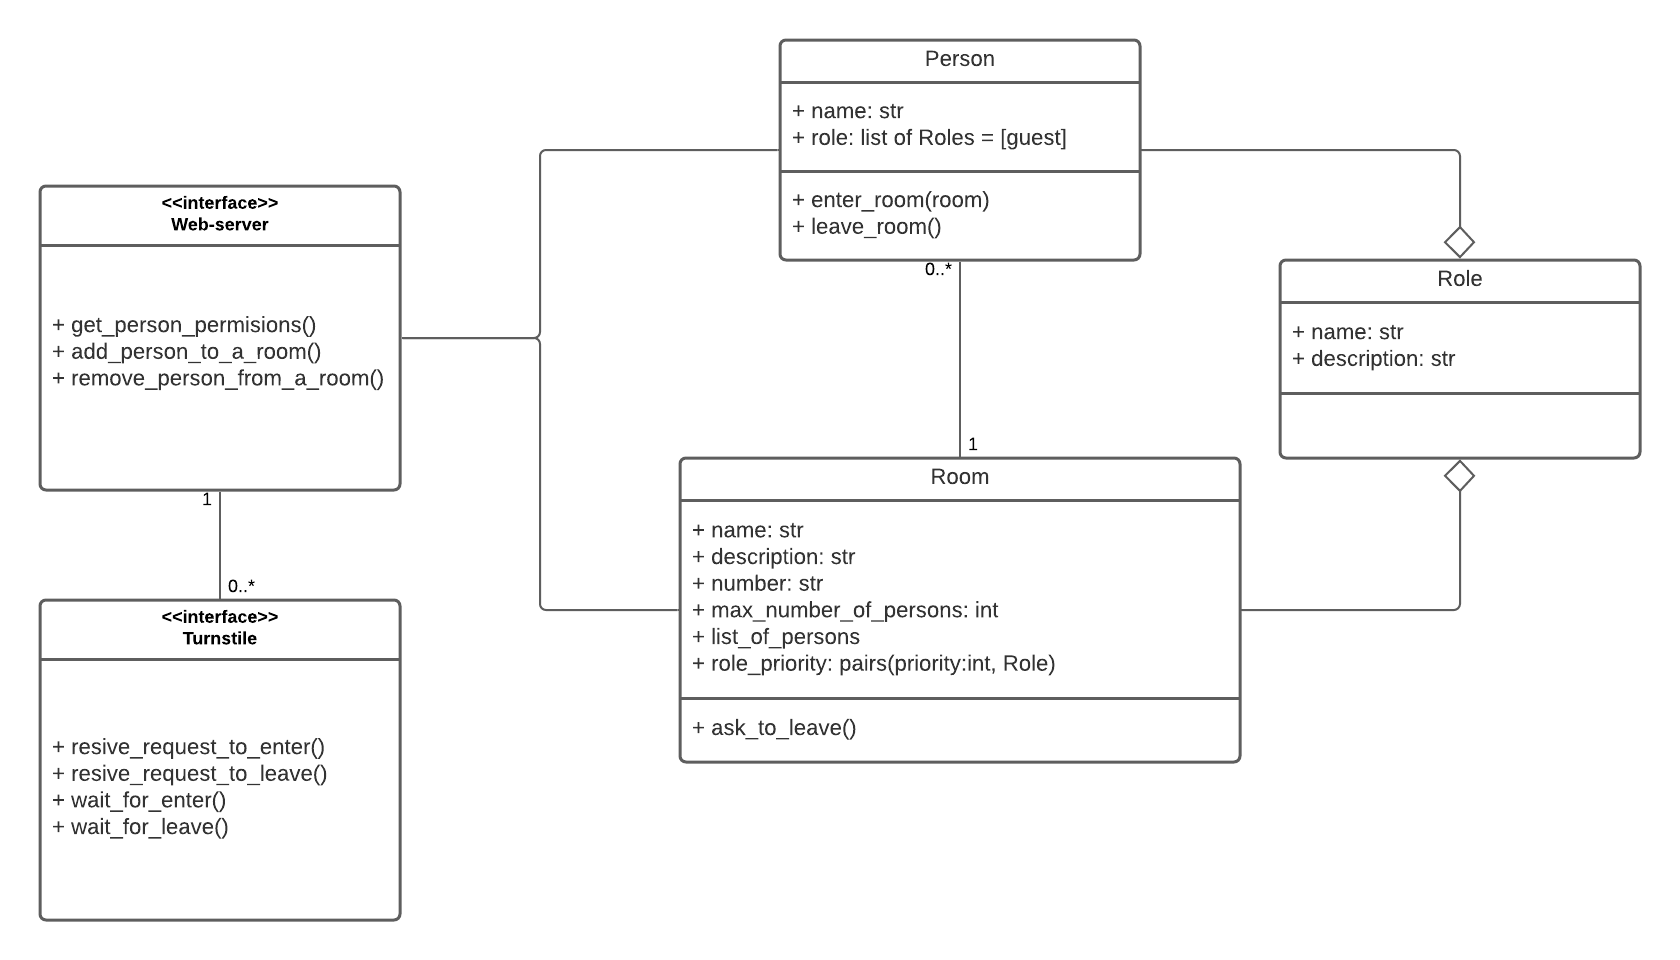 Person
+ name: str
+ role: list of Roles = [guest]
+ enter_room(room)
+ leave_room()
0..*
<<interface>>
Web-server
+ get_person_permisions()
+ add_person_to_a_room()
+ remove_person_from_a_room()
1
Role
+ name: str
+ description: str
1
Room
+ name: str
+ description: str
+ number: str
+ max_number_of_persons: int
+ list_of_persons
+ role_priority: pairs(priority:int, Role)
+ ask_to_leave()
0..*
<<interface>>
Turnstile
+ resive_request_to_enter()
+ resive_request_to_leave()
+ wait_for_enter()
+ wait_for_leave()